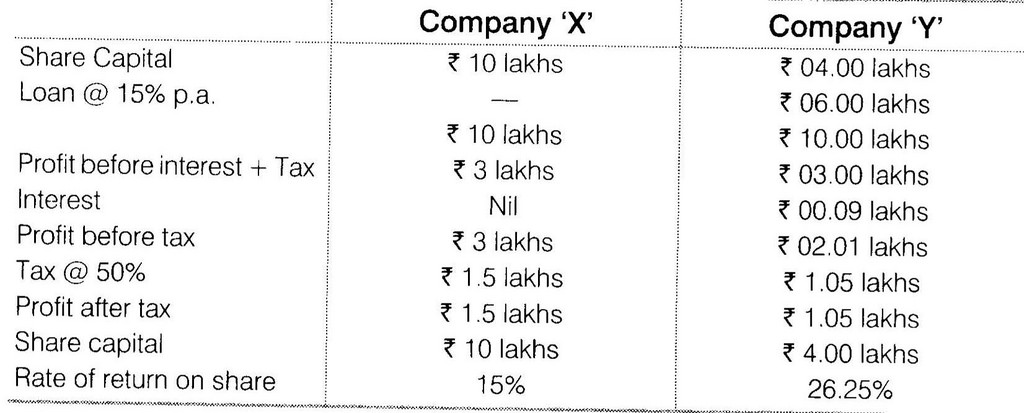 Company ‘X’ Company ‘Y’
Share Capital ₹ 10 lakhs ₹ 04.00 lakhs
Loan @ 15% p.a. — ₹ 06.00 lakhs
₹ 10 lakhs ₹ 10.00 lakhs
Profit before interest + Tax ₹ 3 lakhs ₹ 03.00 lakhs
Interest Nil ₹ 00.09 lakhs
Profit before tax ₹ 3 lakhs ₹ 02.01 lakhs
Tax @ 50% ₹ 1.5 lakhs ₹ 1.05 lakhs
Profit after tax ₹ 1.5 lakhs ₹ 1.05 lakhs
Share capital ₹ 10 lakhs ₹ 4.00 lakhs
Rate of return on share 15% 26.25%